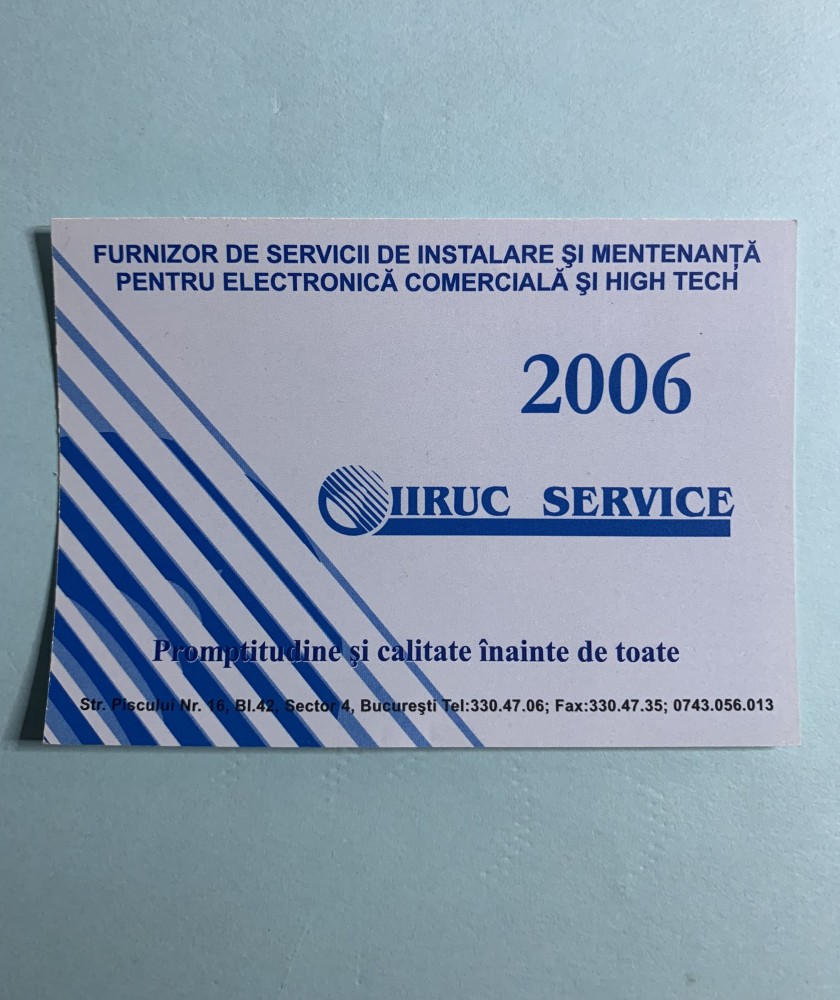 FURNIZOR DE SERVICII DE INSTALARE ŞI MENTENANŢĂ
PENTRU ELECTRONICĂ COMERCIALĂ ŞI HIGH TECH
2006
IIRUC SERVICE
Promptitudine şi calitate înainte de toate
Str. Piscului Nr. 16, Bl.42, Sector 4, Bucureşti Tel:330.47.06; Fax:330.47.35; 0743.056.013